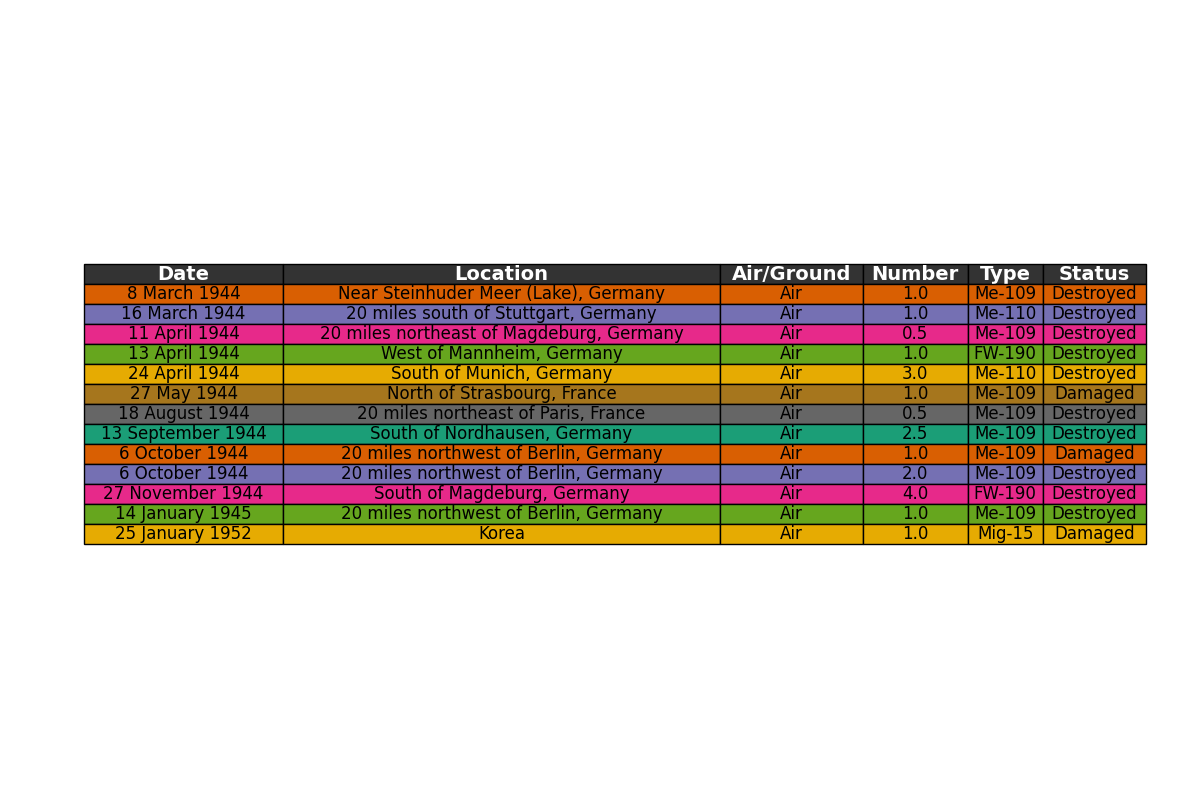 Date Location Air/Ground Number Type Status
8 March 1944 Near Steinhuder Meer (Lake), Germany Air 1.0 Me-109 Destroyed
16 March 1944 20 miles south of Stuttgart, Germany Air 1.0 Me-110 Destroyed
11 April 1944 20 miles northeast of Magdeburg, Germany Air 0.5 Me-109 Destroyed
13 April 1944 West of Mannheim, Germany Air 1.0 FW-190 Destroyed
24 April 1944 South of Munich, Germany Air 3.0 Me-110 Destroyed
27 May 1944 North of Strasbourg, France Air 1.0 Me-109 Damaged
18 August 1944 20 miles northeast of Paris, France Air 0.5 Me-109 Destroyed
13 September 1944 South of Nordhausen, Germany Air 2.5 Me-109 Destroyed
6 October 1944 20 miles northwest of Berlin, Germany Air 1.0 Me-109 Damaged
6 October 1944 20 miles northwest of Berlin, Germany Air 2.0 Me-109 Destroyed
27 November 1944 South of Magdeburg, Germany Air 4.0 FW-190 Destroyed
14 January 1945 20 miles northwest of Berlin, Germany Air 1.0 Me-109 Destroyed
25 January 1952 Korea Air 1.0 Mig-15 Damaged